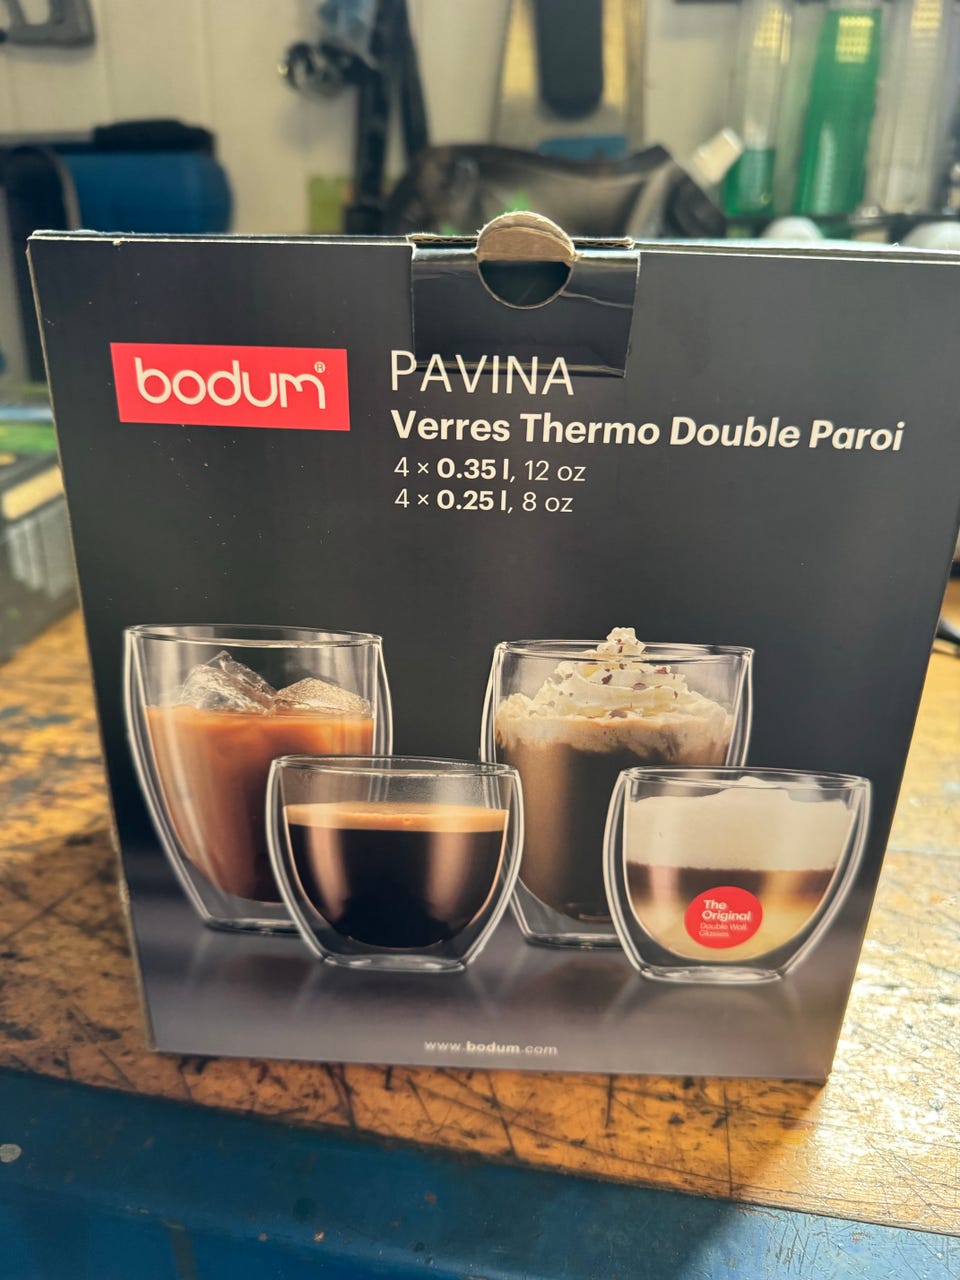 bodum®
PAVINA
Verres Thermo Double Paroi
4 × 0.35 l, 12 oz
4 × 0.25 l, 8 oz
The
Original
Double Wall
Glasses
www.bodum.com